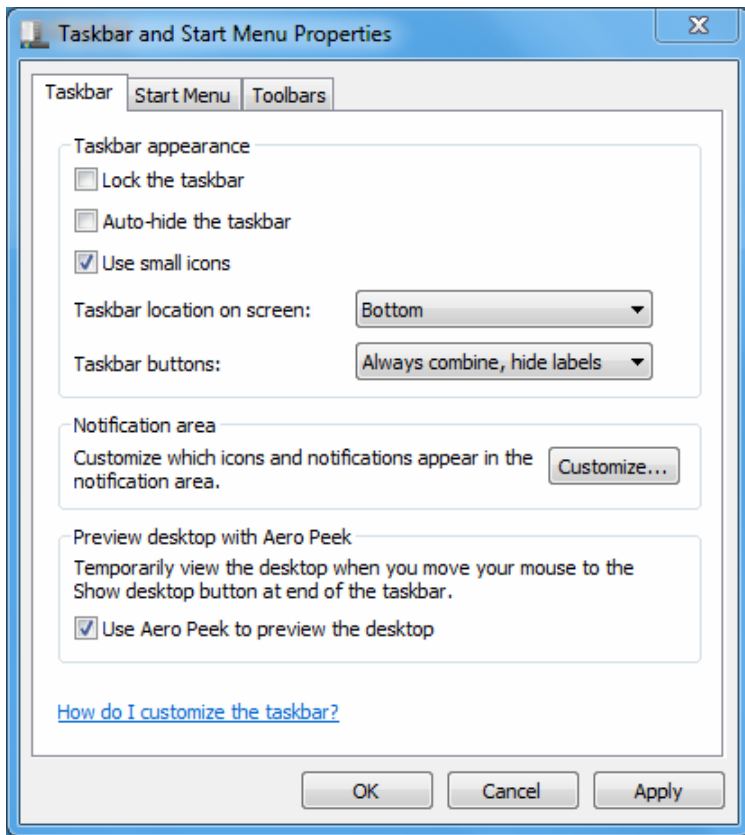 Taskbar and Start Menu Properties
Taskbar Start Menu Toolbars
Taskbar appearance
Lock the taskbar
Auto-hide the taskbar
Use small icons
Taskbar location on screen: Bottom
Taskbar buttons: Always combine, hide labels
Notification area
Customize which icons and notifications appear in the
notification area.
Customize...
Preview desktop with Aero Peek
Temporarily view the desktop when you move your mouse to the
Show desktop button at end of the taskbar.
Use Aero Peek to preview the desktop
How do I customize the taskbar?
OK Cancel Apply